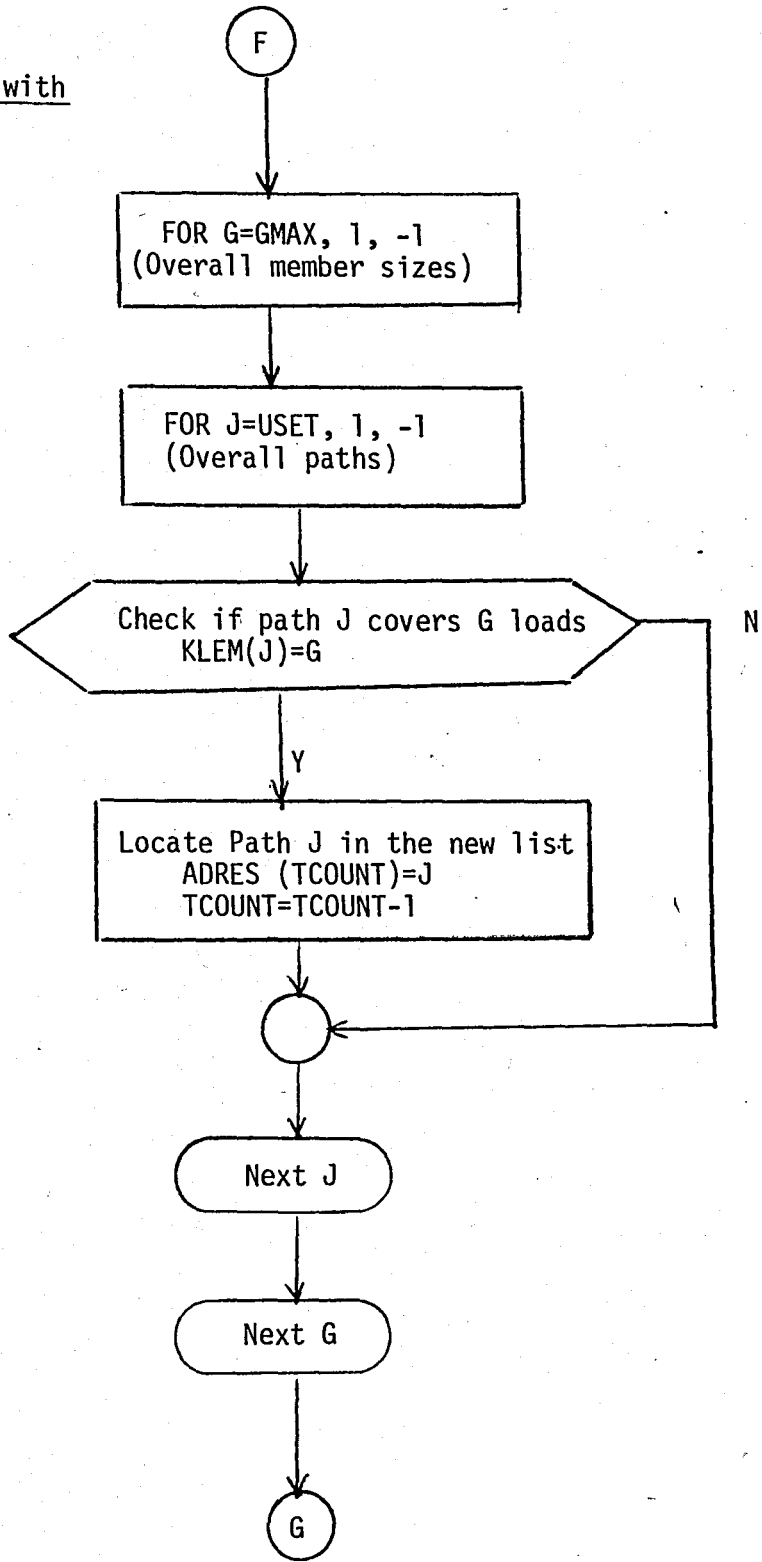 F
with
FOR G=GMAX, 1, -1
(Overall member sizes)
FOR J=USET, 1, -1
(Overall paths)
Check if path J covers G loads
KLEM(J)=G
N
Y
Locate Path J in the new list
ADRES (TCOUNT)=J
TCOUNT=TCOUNT-1
Next J
Next G
G